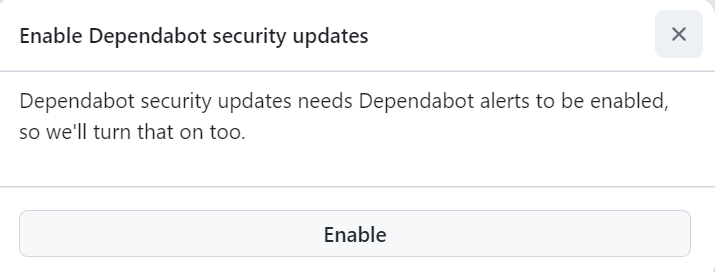 Enable Dependabot security updates
Dependabot security updates needs Dependabot alerts to be enabled,
so we'll turn that on too.
Enable